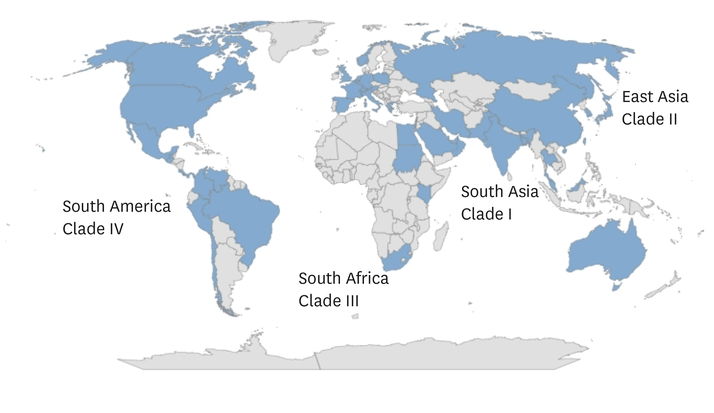 East Asia
Clade II
South Asia
Clade I
South America
Clade IV
South Africa
Clade III